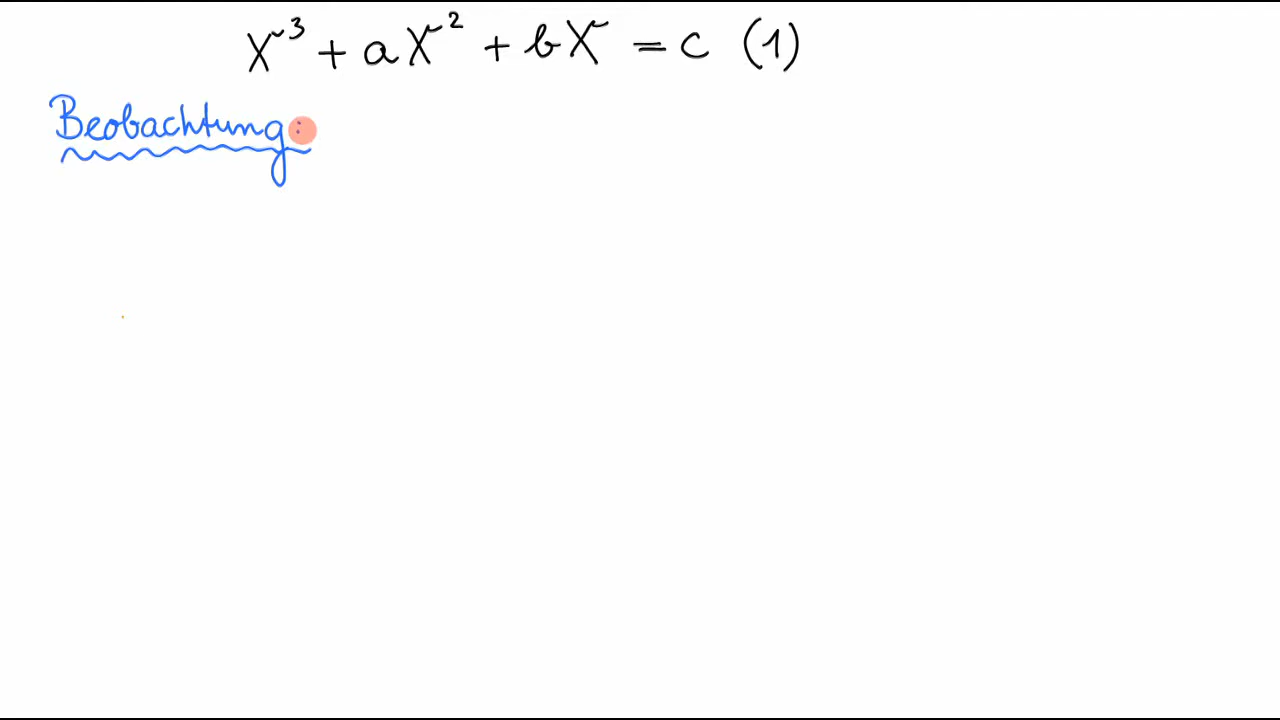 X³ + aX² + bX = c (1)
Beobachtung: